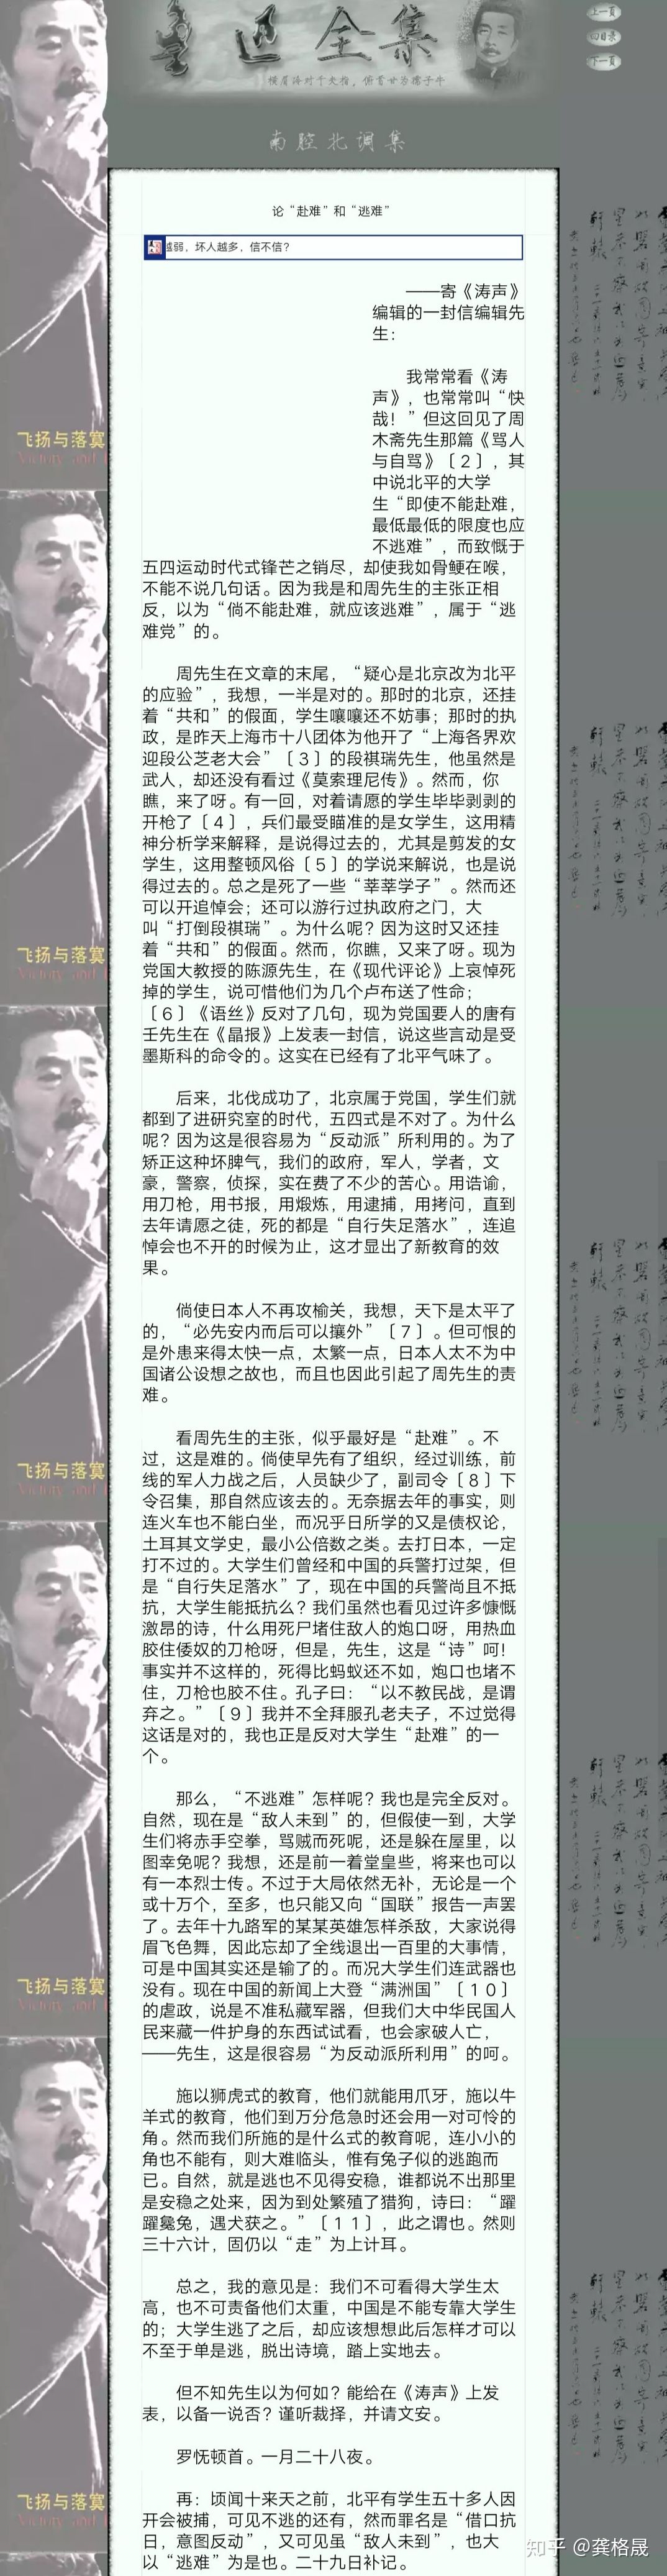 鲁迅全集
横眉冷对千夫指，俯首甘为孺子牛
上一页
回目录
下一页
南腔北调集
论“赴难”和“逃难”
越弱，坏人越多，信不信？
——寄《涛声》
编辑的一封信编辑先
生：
我常常看《涛
声》，也常常叫“快
哉！”但这回见了周
木斋先生那篇《骂人
与自骂》〔２〕，其
中说北平的大学
生“即使不能赴难，
最低最低的限度也应
不逃难”，而致慨于
五四运动时代式锋芒之销尽，却使我如骨鲠在喉，
不能不说几句话。因为我是和周先生的主张正相
反，以为“倘不能赴难，就应该逃难”，属于“逃
难党”的。
周先生在文章的末尾，“疑心是北京改为北平
的应验”，我想，一半是对的。那时的北京，还挂
着“共和”的假面，学生嚷嚷还不妨事；那时的执
政，是昨天上海市十八团体为他开了“上海各界欢
迎段公芝老大会”〔３〕的段祺瑞先生，他虽然是
武人，却还没有看过《莫索理尼传》。然而，你
瞧，来了呀。有一回，对着请愿的学生毕毕剥剥的
开枪了〔４〕，兵们最爱瞄准的是女学生，这用精
神分析学来解释，是说得过去的，尤其是剪发的女
学生，这用整顿风俗〔５〕的学说来解说，也是说
得过去的。总之是死了一些“莘莘学子”。然而还
可以开追悼会；还可以游行过执政府之门，大
叫“打倒段祺瑞”。为什么呢？因为这时又还挂
着“共和”的假面。然而，你瞧，又来了呀。现为
党国大教授的陈源先生，在《现代评论》上哀悼死
掉的学生，说可惜他们为几个卢布送了性命；
〔６〕《语丝》反对了几句，现为党国要人的唐有
壬先生在《晶报》上发表一封信，说这些言动是受
墨斯科的命令的。这实在已经有了北平气味了。
后来，北伐成功了，北京属于党国，学生们就
都到了进研究室的时代，五四式是不对了。为什么
呢？因为这是很容易为“反动派”所利用的。为了
矫正这种坏脾气，我们的政府，军人，学者，文
豪，警察，侦探，实在费了不少的苦心。用诰谕，
用刀枪，用书报，用煅炼，用逮捕，用拷问，直到
去年请愿之徒，死的都是“自行失足落水”，连追
悼会也不开的时候为止，这才显出了新教育的效
果。
倘使日本人不再攻榆关，我想，天下是太平了
的，“必先安内而后可以攘外”〔７〕。但可恨的
是外患来得太快一点，太繁一点，日本人太不为中
国诸公设想之故也，而且也因此引起了周先生的责
难。
看周先生的主张，似乎最好是“赴难”。不
过，这是难的。倘使早先有了组织，经过训练，前
线的军人力战之后，人员缺少了，副司令〔８〕下
令召集，那自然应该去的。无奈据去年的事实，则
连火车也不能白坐，而况乎日所学的又是债权论，
土耳其文学史，最小公倍数之类。去打日本，一定
打不过的。大学生们曾经和中国的兵警打过架，但
是“自行失足落水”了，现在中国的兵警尚且不抵
抗，大学生能抵抗么？我们虽然也看见过许多慷慨
激昂的诗，什么用死尸堵住敌人的炮口呀，用热血
胶住倭奴的刀枪呀，但是，先生，这是“诗”呵！
事实并不这样的，死得比蚂蚁还不如，炮口也堵不
住，刀枪也胶不住。孔子曰：“以不教民战，是谓
弃之。”〔９〕我并不全拜服孔老夫子，不过觉得
这话是对的，我也正是反对大学生“赴难”的一
个。
那么，“不逃难”怎样呢？我也是完全反对。
自然，现在是“敌人未到”的，但假使一到，大学
生们将赤手空拳，骂贼而死呢，还是躲在屋里，以
图幸免呢？我想，还是前一着堂皇些，将来也可以
有一本烈士传。不过于大局依然无补，无论是一个
或十万个，至多，也只能又向“国联”报告一声罢
了。去年十九路军的某某英雄怎样杀敌，大家说得
眉飞色舞，因此忘却了全线退出一百里的大事情，
可是中国其实还是输了的。而况大学生们连武器也
没有。现在中国的新闻上大登“满洲国”〔１０〕
的虐政，说是不准私藏军器，但我们大中华民国人
民来藏一件护身的东西试试看，也会家破人亡，
——先生，这是很容易“为反动派所利用”的呵。
施以狮虎式的教育，他们就能用爪牙，施以牛
羊式的教育，他们到万分危急时还会用一对可怜的
角。然而我们所施的是什么式的教育呢，连小小的
角也不能有，则大难临头，惟有兔子似的逃跑而
已。自然，就是逃也不见得安稳，谁都说不出那里
是安稳之处来，因为到处繁殖了猎狗，诗曰：“趯
趯毚兔，遇犬获之。”〔１１〕，此之谓也。然则
三十六计，固仍以“走”为上计耳。
总之，我的意见是：我们不可看得大学生太
高，也不可责备他们太重，中国是不能专靠大学生
的；大学生逃了之后，却应该想想此后怎样才可以
不至于单是逃，脱出诗境，踏上实地去。
但不知先生以为何如？能给在《涛声》上发
表，以备一说否？谨听裁择，并请文安。
罗怃顿首。一月二十八夜。
再：顷闻十来天之前，北平有学生五十多人因
开会被捕，可见不逃的还有，然而罪名是“借口抗
日，意图反动”，又可见虽“敌人未到”，也大
以“逃难”为是也。二十九日补记。
飞扬与落寞
Victory and
飞扬与落寞
飞扬与落寞
飞扬与落寞
飞扬与落寞
知乎 @龚格晟